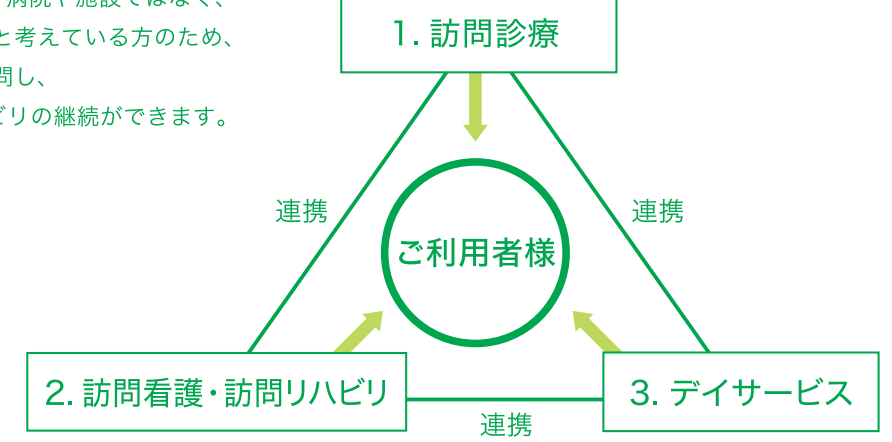 病院や施設ではなく、
と考えている方のため、
問し、
ビリの継続ができます。
1. 訪問診療
連携
連携
ご利用者様
2. 訪問看護・訪問リハビリ
3. デイサービス
連携